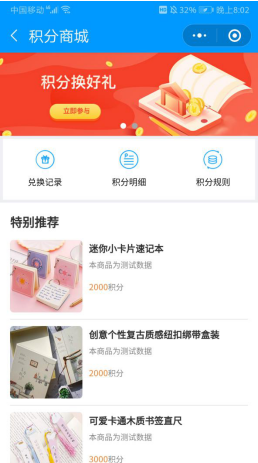 中国移动 32% 晚上8:02
积分商城
积分换好礼
立即参与
兑换记录 积分明细 积分规则
特别推荐
迷你小卡片速记本
本商品为测试数据
2000积分
创意个性复古质感纽扣绑带盒装
本商品为测试数据
2000积分
可爱卡通木质书签直尺
本商品为测试数据
3000积分